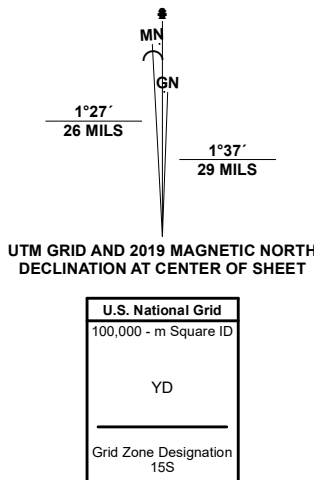 MN
GN
1°27´
26 MILS
1°37´
29 MILS
UTM GRID AND 2019 MAGNETIC NORTH
DECLINATION AT CENTER OF SHEET
U.S. National Grid
100,000 - m Square ID
YD
Grid Zone Designation
15S